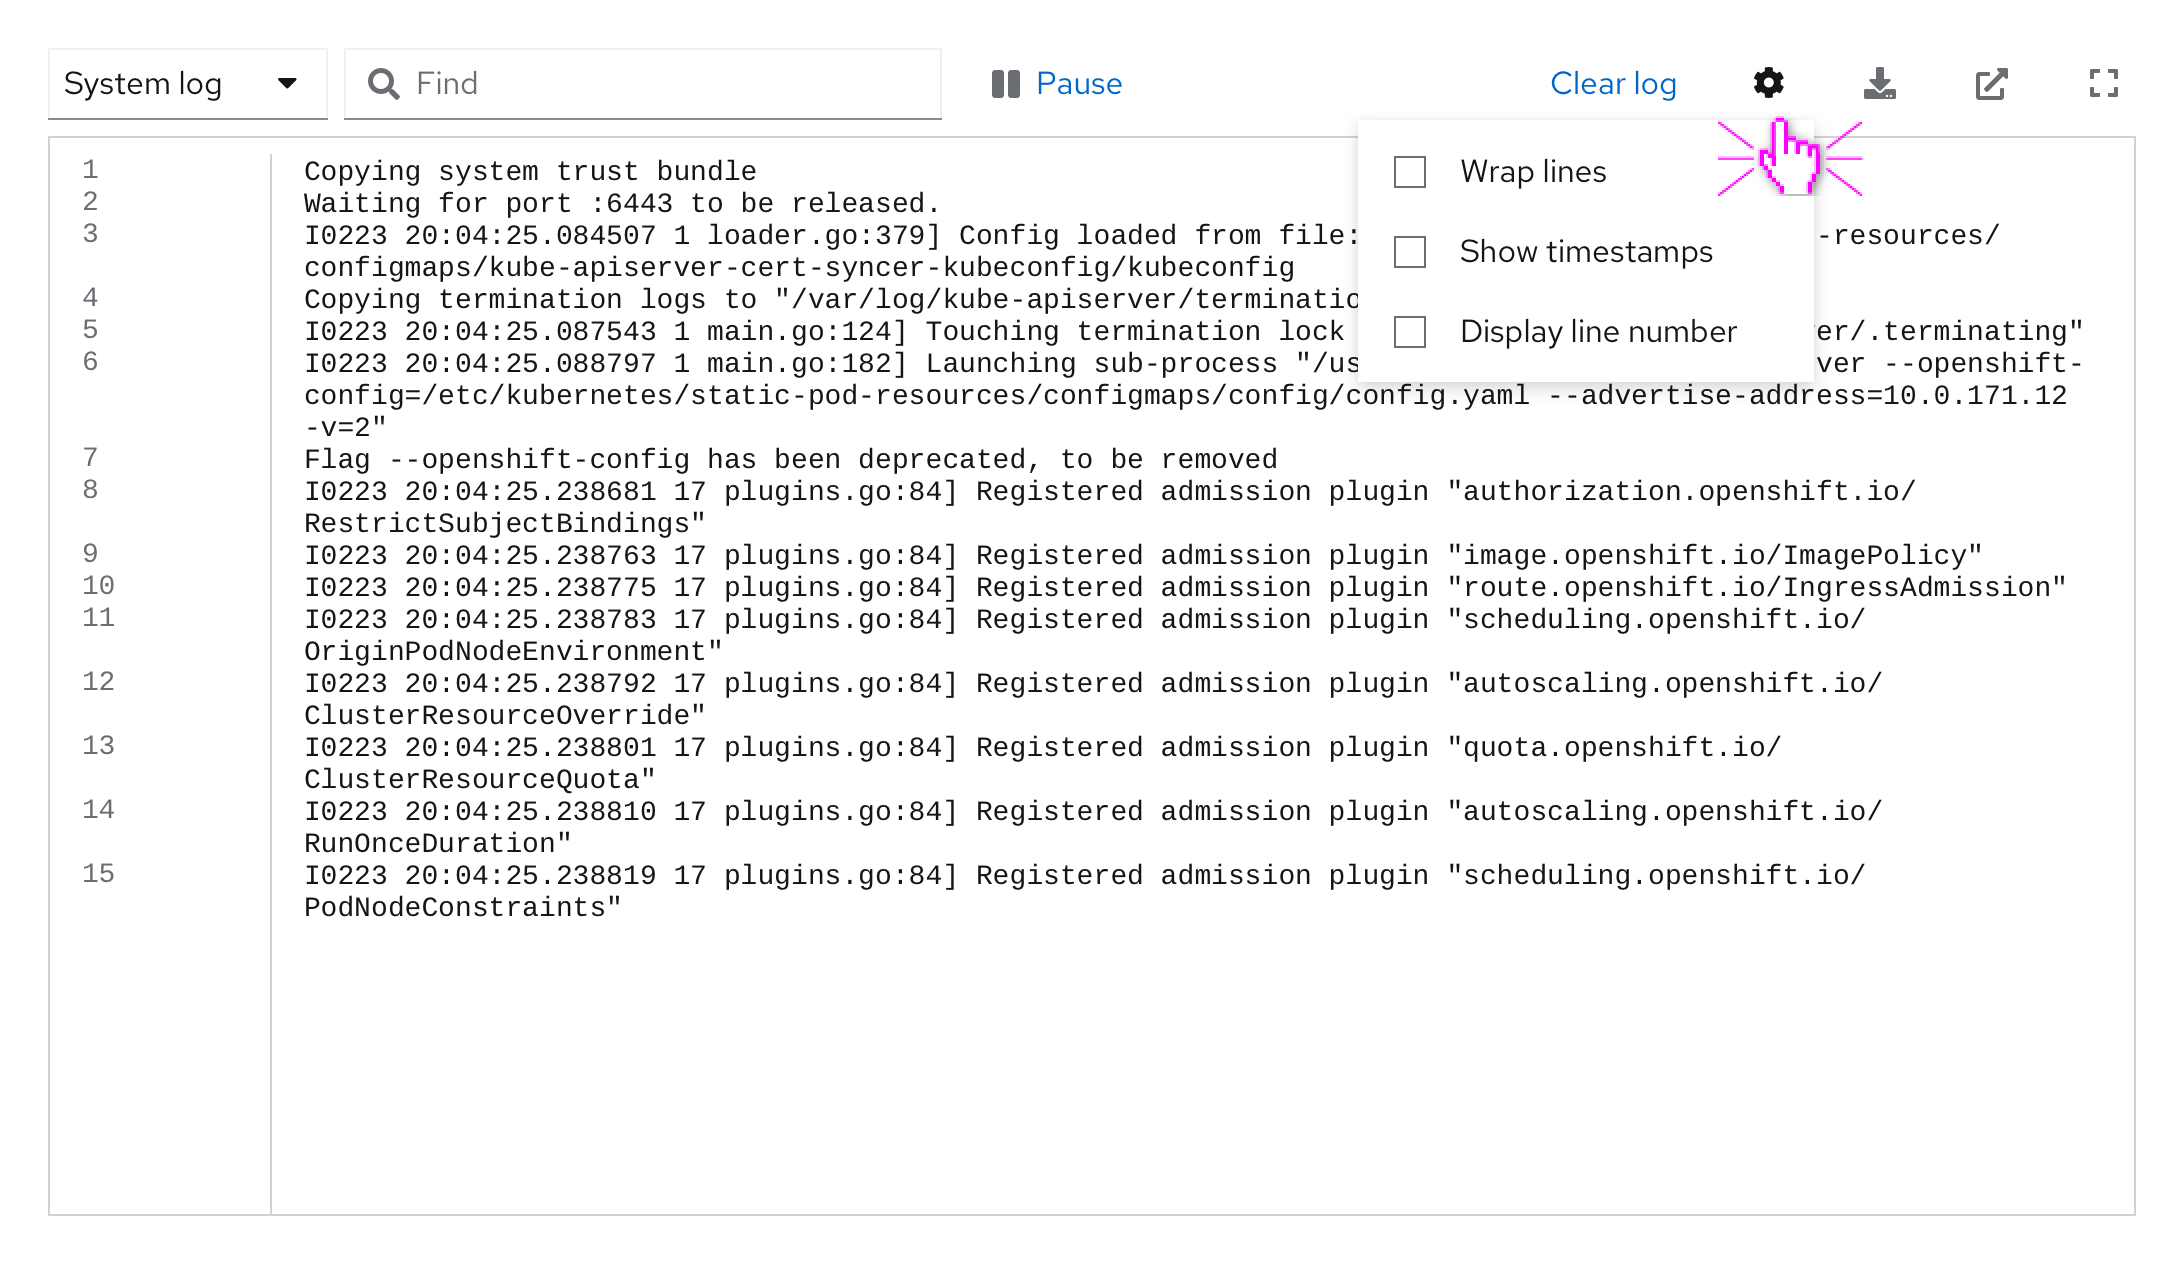 System log
Find
Pause
Clear log
Wrap lines
Show timestamps
Display line number
1 Copying system trust bundle
2 Waiting for port :6443 to be released.
3 I0223 20:04:25.084507 1 loader.go:379] Config loaded from file: -resources/
configmaps/kube-apiserver-cert-syncer-kubeconfig/kubeconfig
4 Copying termination logs to "/var/log/kube-apiserver/
5 I0223 20:04:25.087543 1 main.go:124] Touching termination lock /.terminating"
6 I0223 20:04:25.088797 1 main.go:182] Launching sub-process --openshift-
config=/etc/kubernetes/static-pod-resources/configmaps/config/config.yaml --advertise-address=10.0.171.12
-v=2"
7 Flag --openshift-config has been deprecated, to be removed
8 I0223 20:04:25.238681 17 plugins.go:84] Registered admission plugin "authorization.openshift.io/
RestrictSubjectBindings"
9 I0223 20:04:25.238763 17 plugins.go:84] Registered admission plugin "image.openshift.io/ImagePolicy"
10 I0223 20:04:25.238775 17 plugins.go:84] Registered admission plugin "route.openshift.io/IngressAdmission"
11 I0223 20:04:25.238783 17 plugins.go:84] Registered admission plugin "scheduling.openshift.io/
OriginPodNodeEnvironment"
12 I0223 20:04:25.238792 17 plugins.go:84] Registered admission plugin "autoscaling.openshift.io/
ClusterResourceOverride"
13 I0223 20:04:25.238801 17 plugins.go:84] Registered admission plugin "quota.openshift.io/
ClusterResourceQuota"
14 I0223 20:04:25.238810 17 plugins.go:84] Registered admission plugin "autoscaling.openshift.io/
RunOnceDuration"
15 I0223 20:04:25.238819 17 plugins.go:84] Registered admission plugin "scheduling.openshift.io/
PodNodeConstraints"